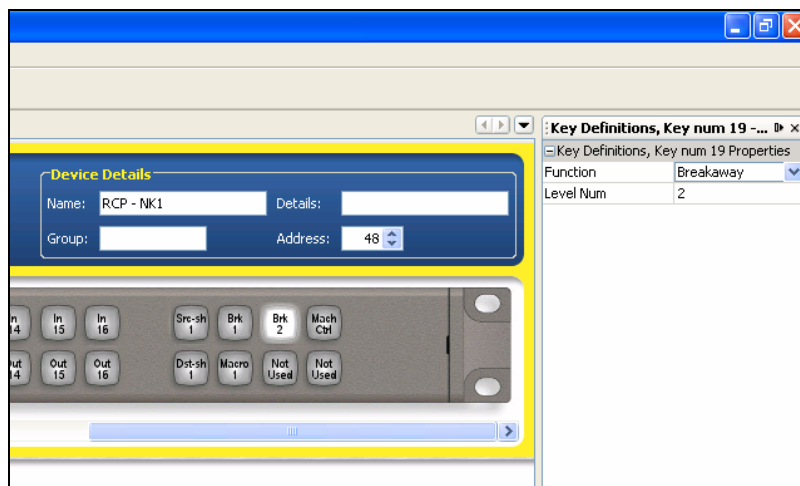 Key Definitions, Key num 19 -...
Key Definitions, Key num 19 Properties
Function Breakaway
Level Num 2
Device Details
Name: RCP - NK1 Details:
Group: Address: 48
14 In 15 In 16 Src-sh 1 Brk 1 Brk 2 Mach Ctrl
14 Out 15 Out 16 Dst-sh 1 Macro 1 Not Used Not Used